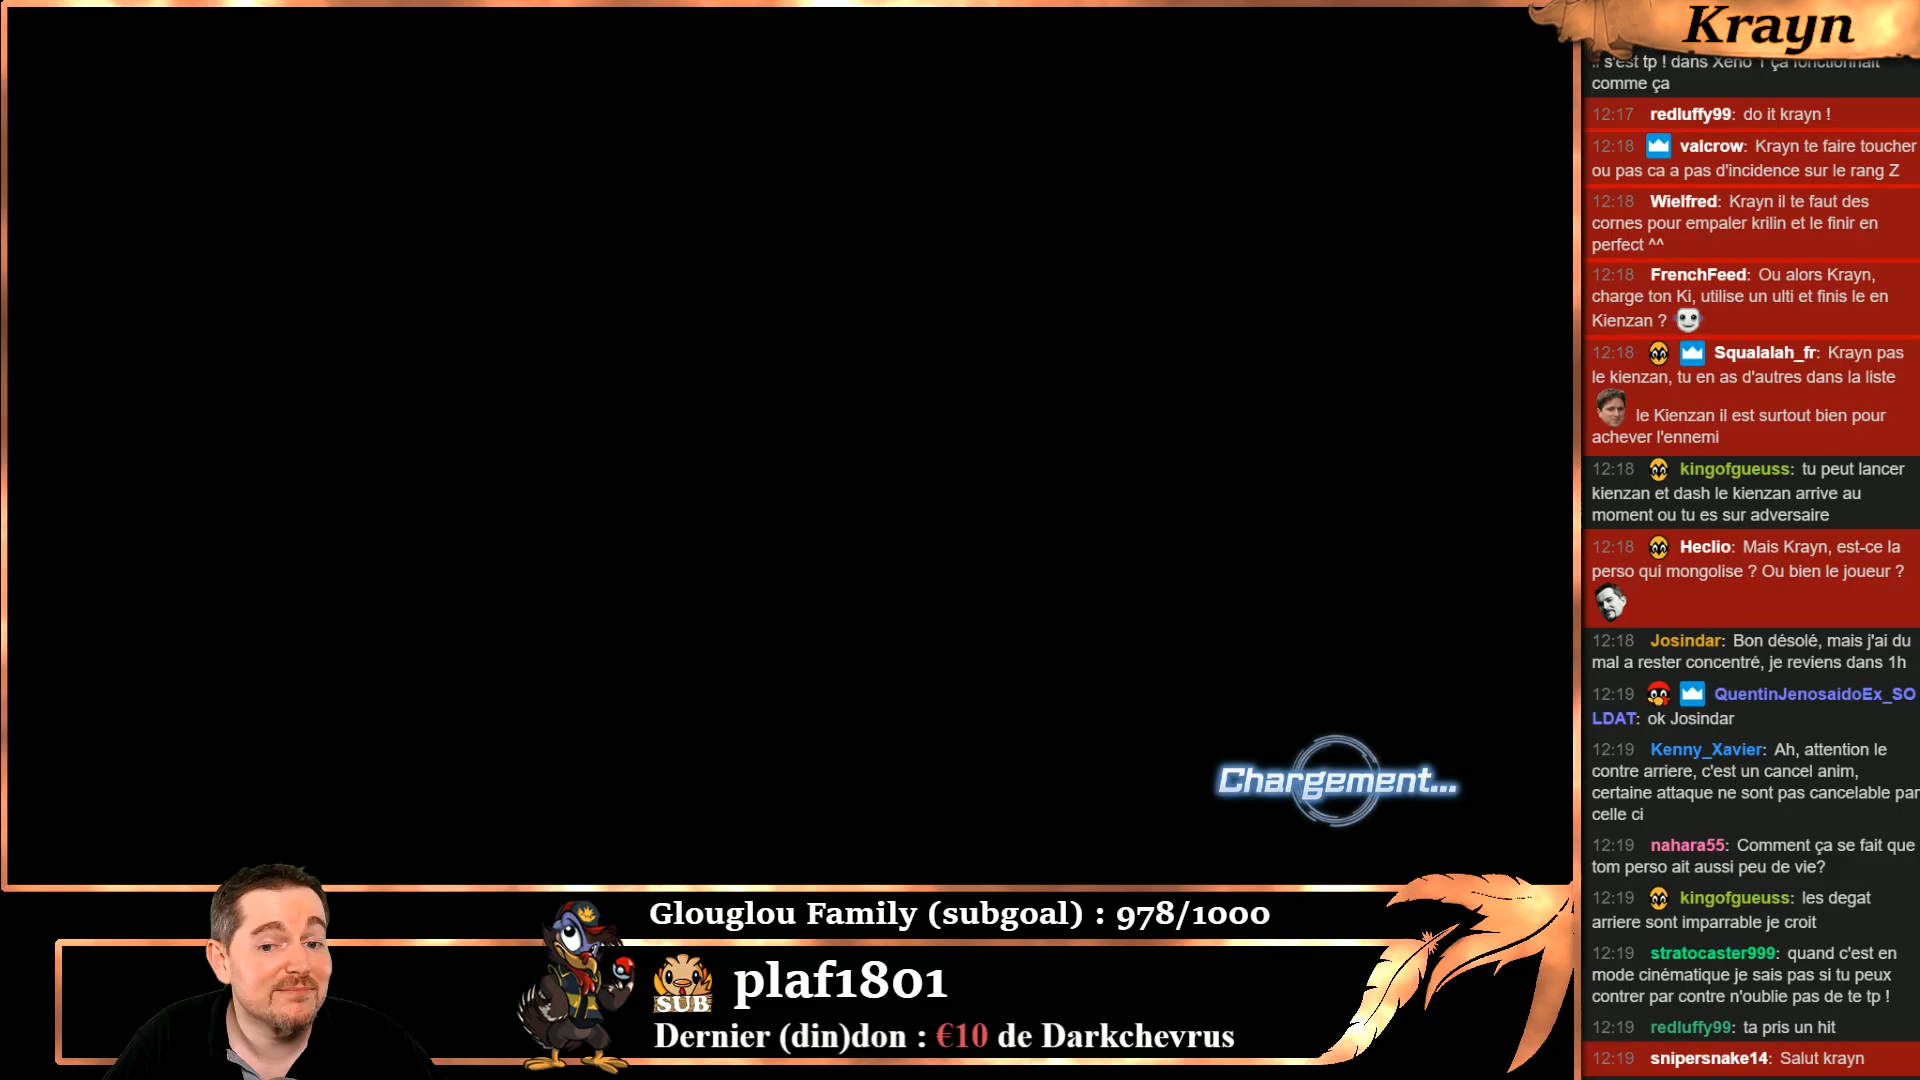 Krayn
s'est tp ! dans Xeno 1 ça fonctionnait
comme ça
12:17 redluffy99: do it krayn !
12:18 valcrow: Krayn te faire toucher
ou pas ca a pas d'incidence sur le rang Z
12:18 Wielfred: Krayn il te faut des
cornes pour empaler krilin et le finir en
perfect ^^
12:18 FrenchFeed: Ou alors Krayn,
charge ton Ki, utilise un ulti et finis le en
Kienzan ?
12:18 Squalalah_fr: Krayn pas
le kienzan, tu en as d'autres dans la liste
le Kienzan il est surtout bien pour
achever l'ennemi
12:18 kingofgueuss: tu peut lancer
kienzan et dash le kienzan arrive au
moment ou tu es sur adversaire
12:18 Heclio: Mais Krayn, est-ce la
perso qui mongolise ? Ou bien le joueur ?
12:18 Josindar: Bon désolé, mais j'ai du
mal a rester concentré, je reviens dans 1h
12:19 QuentinJenosaidoEx_SO
LDAT: ok Josindar
12:19 Kenny_Xavier: Ah, attention le
contre arriere, c'est un cancel anim,
certaine attaque ne sont pas cancelable par
celle ci
12:19 nahara55: Comment ça se fait que
tom perso ait aussi peu de vie?
12:19 kingofgueuss: les degat
arriere sont imparrable je croit
12:19 stratocaster999: quand c'est en
mode cinématique je sais pas si tu peux
contrer par contre n'oublie pas de te tp !
12:19 redluffy99: ta pris un hit
12:19 snipersnake14: Salut krayn
Chargement...
Glouglou Family (subgoal) : 978/1000
SUB plaf1801
Dernier (din)don : €10 de Darkchevrus